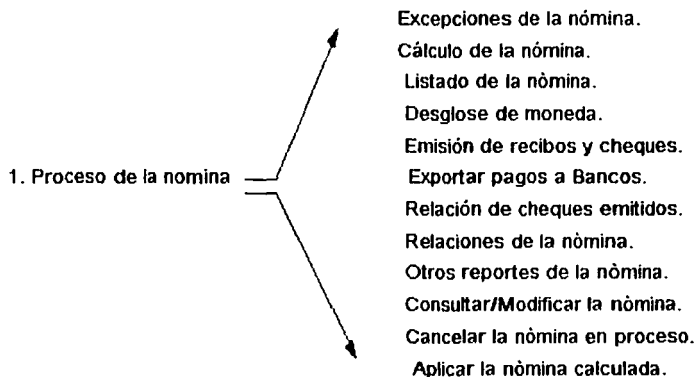 Excepciones de la nómina.
Cálculo de la nómina.
Listado de la nòmina.
Desglose de moneda.
Emisión de recibos y cheques.
1. Proceso de la nomina
Exportar pagos a Bancos.
Relación de cheques emitidos.
Relaciones de la nòmina.
Otros reportes de la nòmina.
Consultar/Modificar la nòmina.
Cancelar la nòmina en proceso.
Aplicar la nòmina calculada.